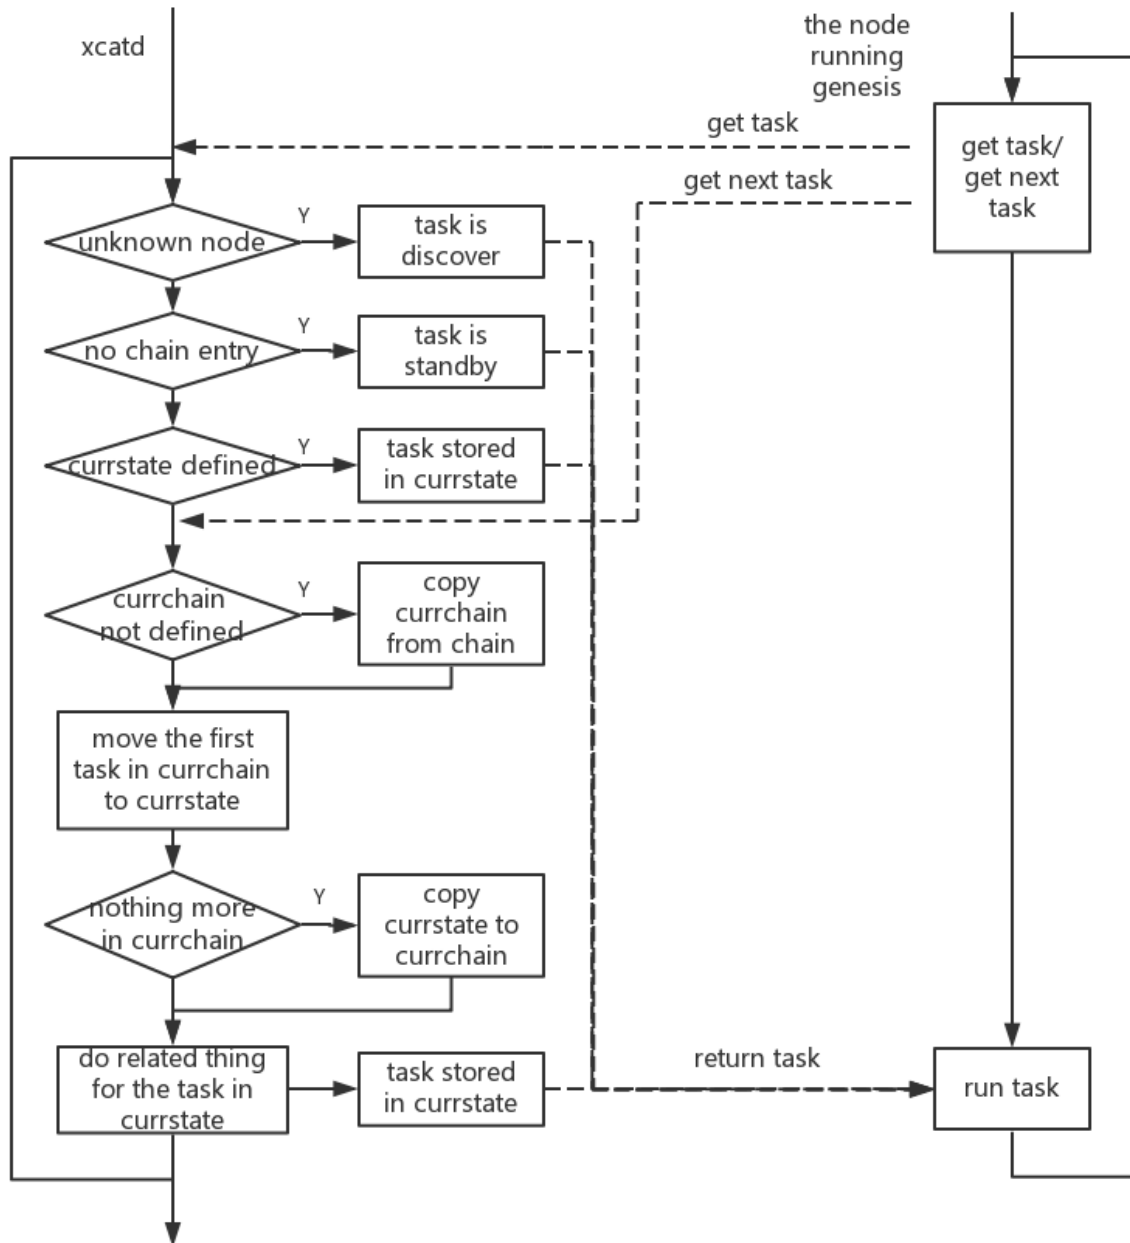 xcatd
the node
running
genesis
get task
get next task
get task/
get next
task
unknown node
Y
task is
discover
no chain entry
Y
task is
standby
currstate defined
Y
task stored
in currstate
currchain
not defined
Y
copy
currchain
from chain
move the first
task in currchain
to currstate
nothing more
in currchain
Y
copy
currstate to
currchain
do related thing
for the task in
currstate
task stored
in currstate
return task
run task